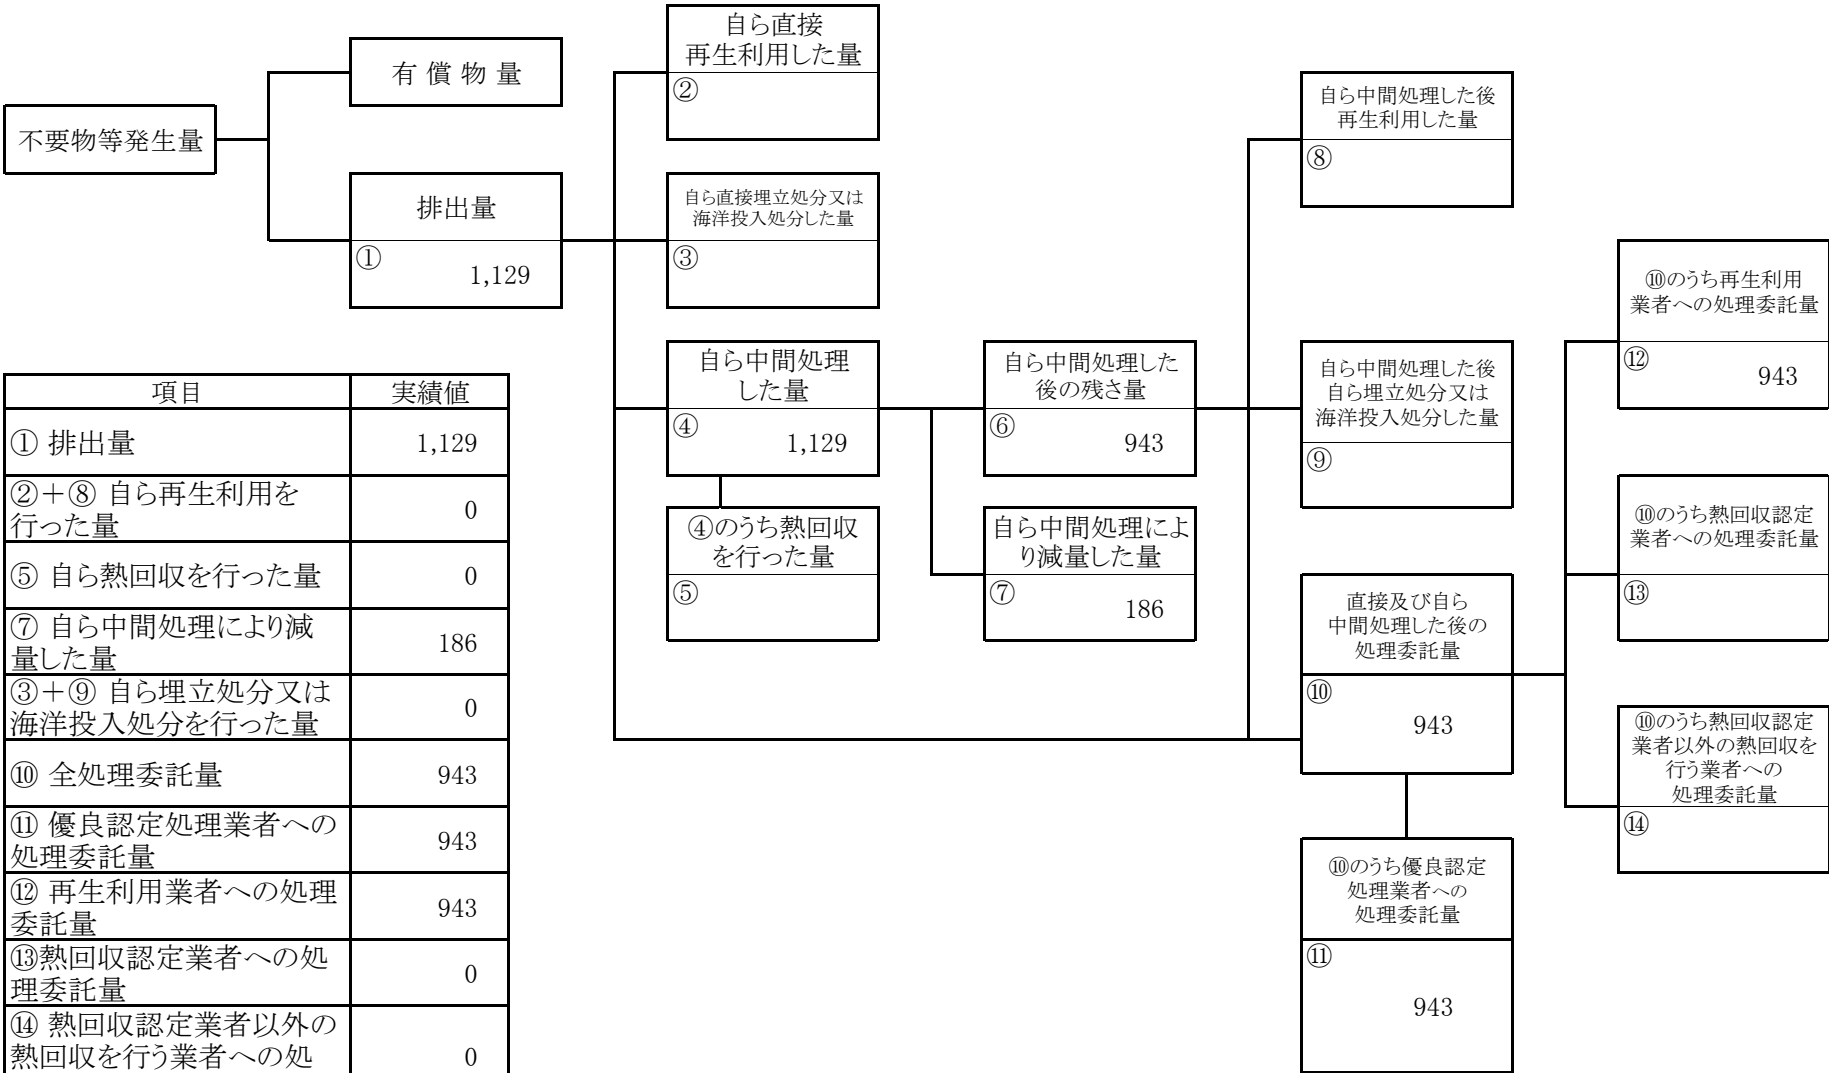 不要物等発生量
有 償 物 量
排出量
①
1,129
自ら直接
再生利用した量
②
自ら直接埋立処分又は
海洋投入処分した量
③
自ら中間処理
した量
④
1,129
④のうち熱回収
を行った量
⑤
自ら中間処理した
後の残さ量
⑥
943
自ら中間処理によ
り減量した量
⑦
186
自ら中間処理した後
再生利用した量
⑧
自ら中間処理した後
自ら埋立処分又は
海洋投入処分した量
⑨
直接及び自ら
中間処理した後の
処理委託量
⑩
943
⑩のうち優良認定
処理業者への
処理委託量
⑪
943
⑩のうち再生利用
業者への処理委託量
⑫
943
⑩のうち熱回収認定
業者への処理委託量
⑬
⑩のうち熱回収認定
業者以外の熱回収を
行う業者への
処理委託量
⑭
項目 実績値
① 排出量 1,129
②＋⑧ 自ら再生利用を
行った量 0
⑤ 自ら熱回収を行った量 0
⑦ 自ら中間処理により減
量した量 186
③＋⑨ 自ら埋立処分又は
海洋投入処分を行った量 0
⑩ 全処理委託量 943
⑪ 優良認定処理業者への
処理委託量 943
⑫ 再生利用業者への処理
委託量 943
⑬熱回収認定業者への処
理委託量 0
⑭ 熱回収認定業者以外の
熱回収を行う業者への処 0